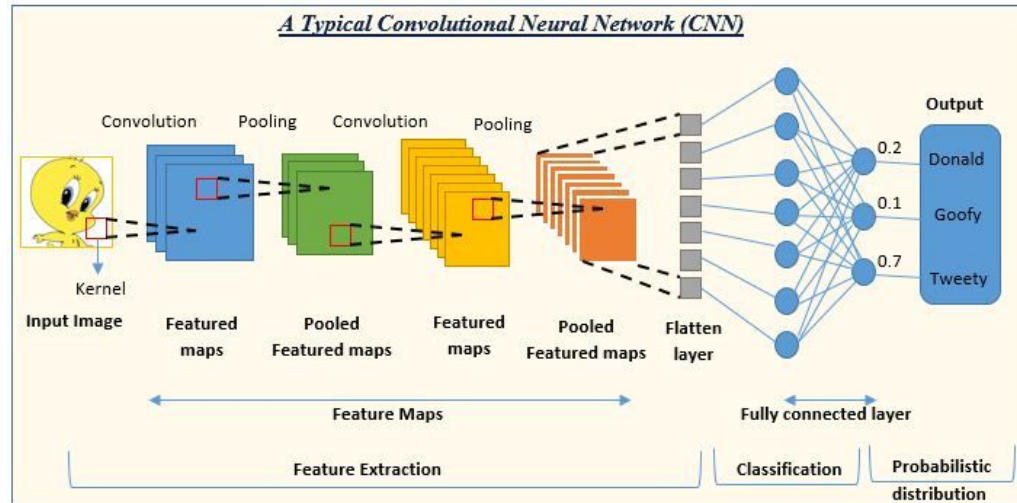 A Typical Convolutional Neural Network (CNN)
Convolution
Pooling
Convolution
Pooling
Output
0.2
Donald
0.1
Goofy
0.7
Tweety
Kernel
Input Image
Featured
maps
Pooled
Featured maps
Featured
maps
Pooled
Featured maps
Flatten
layer
Feature Maps
Fully connected layer
Feature Extraction
Classification
Probabilistic
distribution